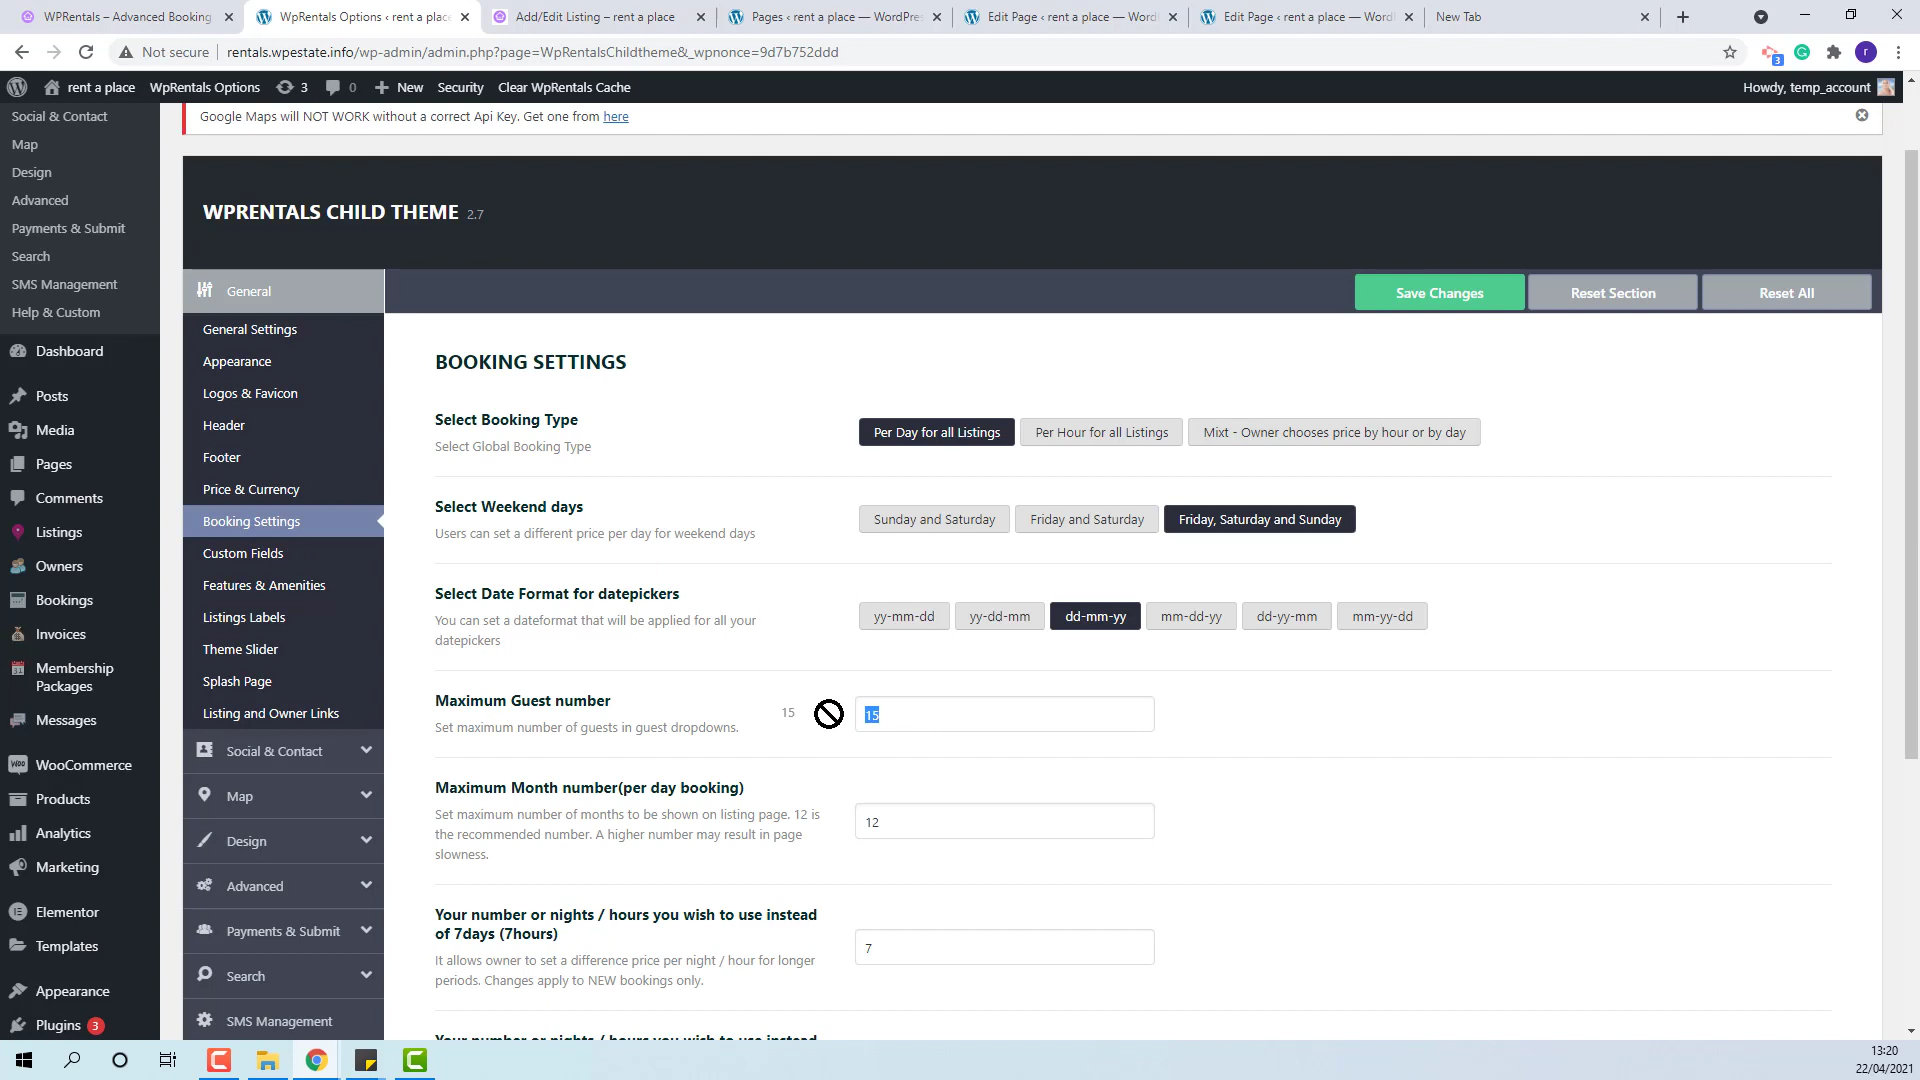 WPRentals – Advanced Booking
WpRentals Options ‹ rent a place
Add/Edit Listing – rent a place
Pages ‹ rent a place — WordPres
Edit Page ‹ rent a place — Word
Edit Page ‹ rent a place — Word
New Tab
Not secure
rentals.wpestate.info/wp-admin/admin.php?page=WpRentalsChildtheme&_wpnonce=9d7b752ddd
3
r
rent a place
WpRentals Options
3
0
New
Security
Clear WpRentals Cache
Howdy, temp_account
Social & Contact
Map
Design
Advanced
Payments & Submit
Search
SMS Management
Help & Custom
Dashboard
Posts
Media
Pages
Comments
Listings
Owners
Bookings
Invoices
Membership
Packages
Messages
WooCommerce
Products
Analytics
Marketing
Elementor
Templates
Appearance
Plugins 3
Google Maps will NOT WORK without a correct Api Key. Get one from here
WPRENTALS CHILD THEME 2.7
General
General Settings
Appearance
Logos & Favicon
Header
Footer
Price & Currency
Booking Settings
Custom Fields
Features & Amenities
Listings Labels
Theme Slider
Splash Page
Listing and Owner Links
Social & Contact
Map
Design
Advanced
Payments & Submit
Search
SMS Management
Save Changes
Reset Section
Reset All
BOOKING SETTINGS
Select Booking Type
Select Global Booking Type
Per Day for all Listings
Per Hour for all Listings
Mixt - Owner chooses price by hour or by day
Select Weekend days
Users can set a different price per day for weekend days
Sunday and Saturday
Friday and Saturday
Friday, Saturday and Sunday
Select Date Format for datepickers
You can set a dateformat that will be applied for all your
datepickers
yy-mm-dd
yy-dd-mm
dd-mm-yy
mm-dd-yy
dd-yy-mm
mm-yy-dd
Maximum Guest number
Set maximum number of guests in guest dropdowns.
15
15
Maximum Month number(per day booking)
Set maximum number of months to be shown on listing page. 12 is
the recommended number. A higher number may result in page
slowness.
12
Your number or nights / hours you wish to use instead
of 7days (7hours)
It allows owner to set a difference price per night / hour for longer
periods. Changes apply to NEW bookings only.
7
Your number or nights / hours you wish to use instead
13:20
22/04/2021